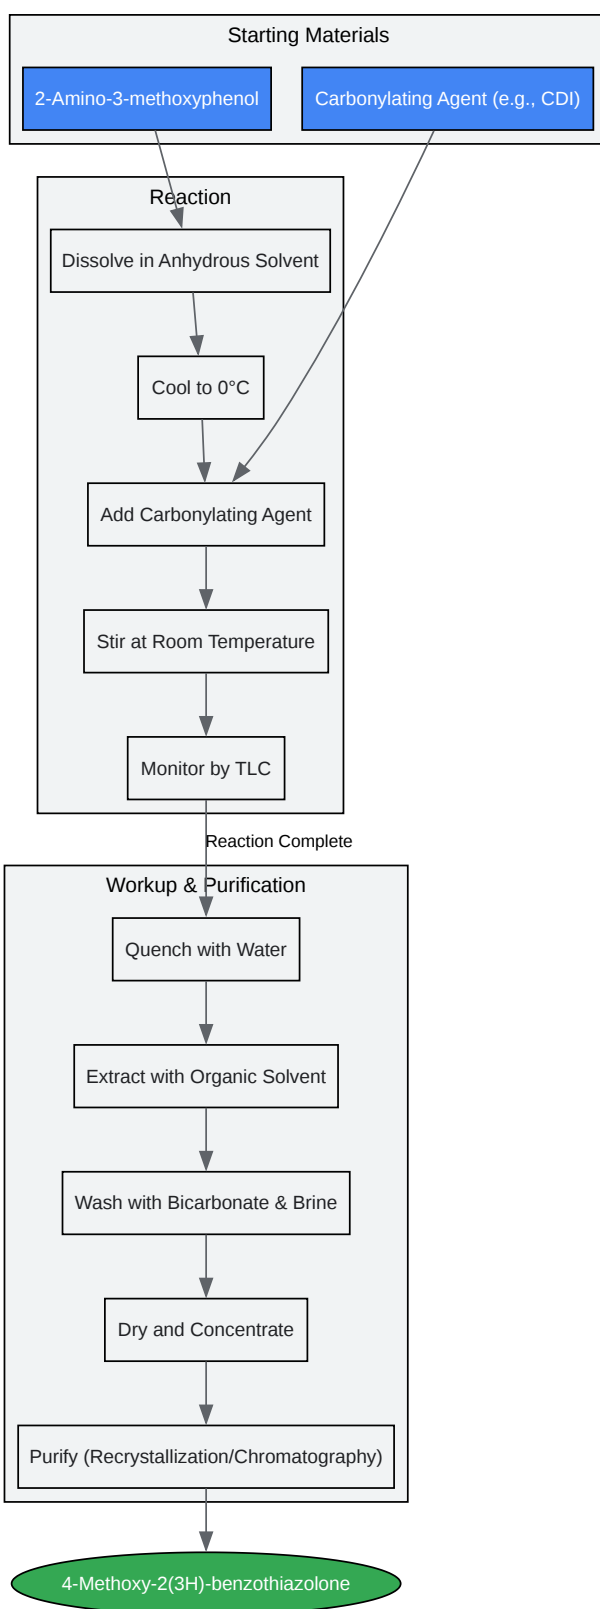 Starting Materials
2-Amino-3-methoxyphenol
Carbonylating Agent (e.g., CDI)
Reaction
Dissolve in Anhydrous Solvent
Cool to 0°C
Add Carbonylating Agent
Stir at Room Temperature
Monitor by TLC
Reaction Complete
Workup & Purification
Quench with Water
Extract with Organic Solvent
Wash with Bicarbonate & Brine
Dry and Concentrate
Purify (Recrystallization/Chromatography)
4-Methoxy-2(3H)-benzothiazolone